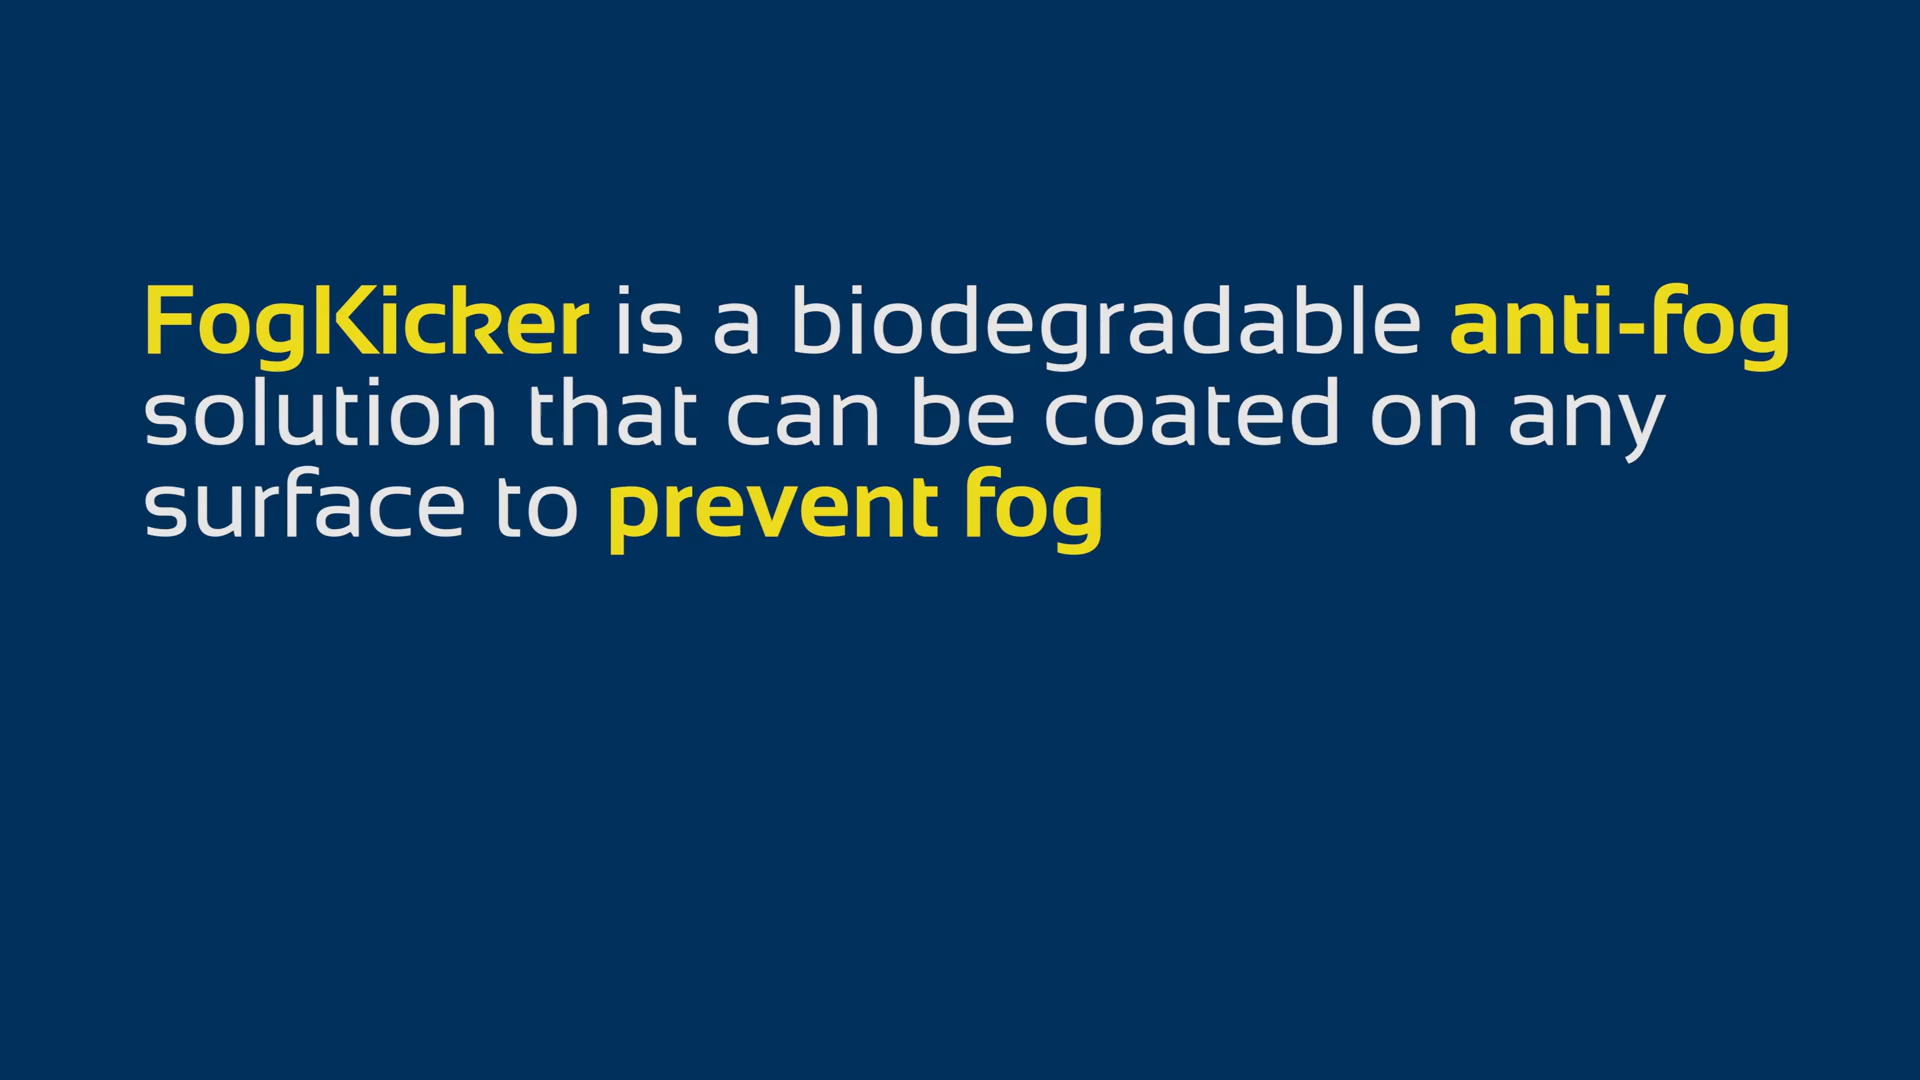 FogKicker is a biodegradable anti-fog
solution that can be coated on any
surface to prevent fog